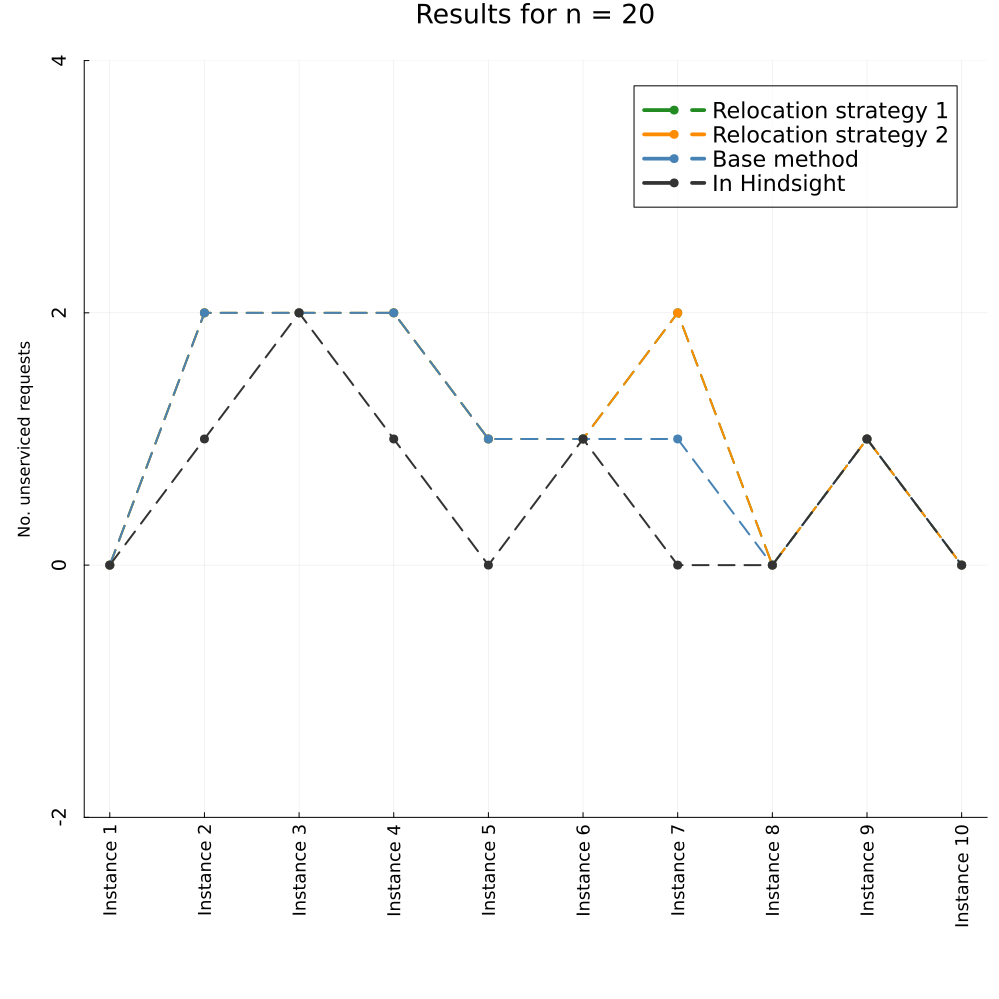 Results for n = 20
4
2
0
-2
No. unserviced requests
Relocation strategy 1
Relocation strategy 2
Base method
In Hindsight
Instance 1
Instance 2
Instance 3
Instance 4
Instance 5
Instance 6
Instance 7
Instance 8
Instance 9
Instance 10